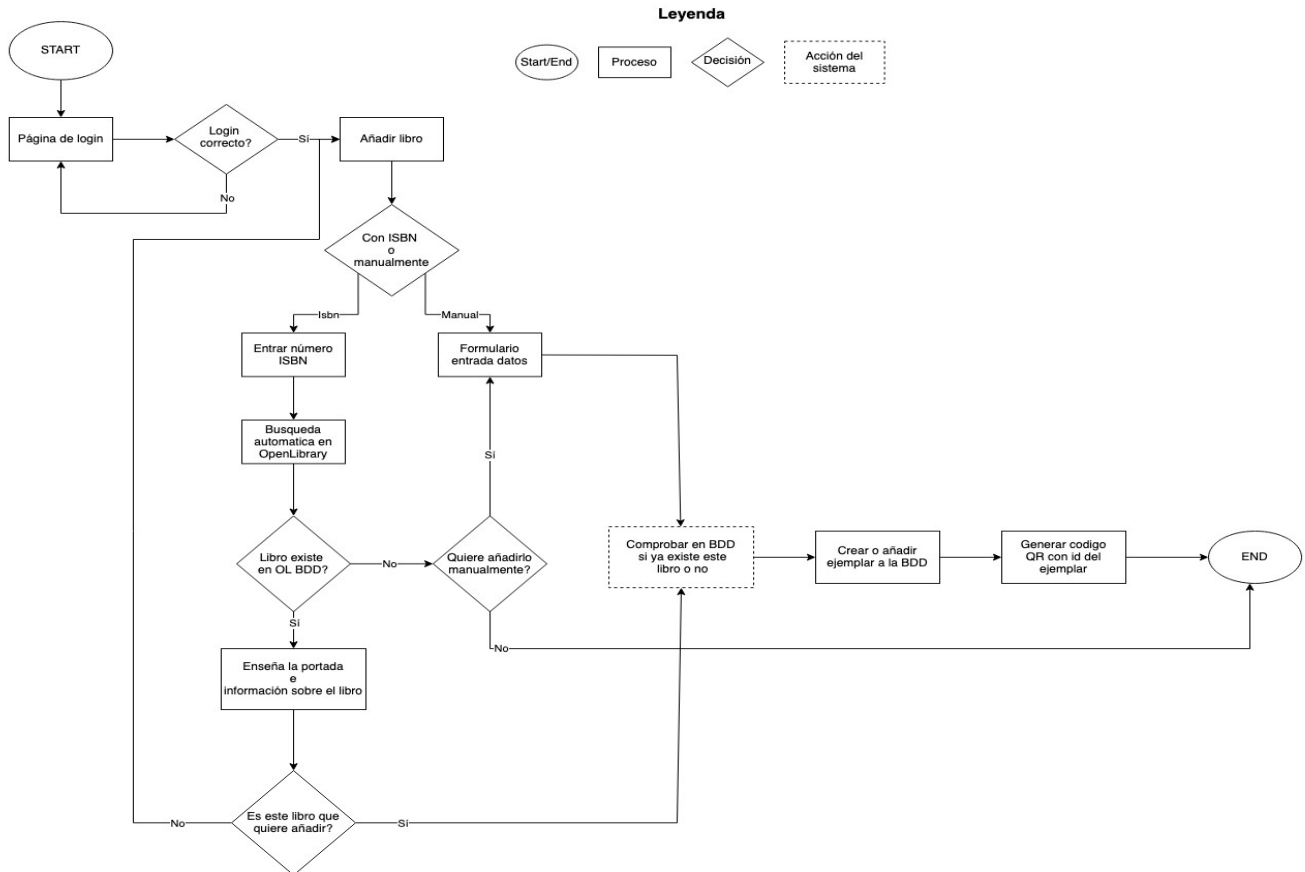 Leyenda
START
Start/End
Proceso
Decisión
Acción del
sistema
Página de login
Login
correcto?
Sí
Añadir libro
No
Con ISBN
o
manualmente
Isbn
Manual
Entrar número
ISBN
Formulario
entrada datos
Busqueda
automatica en
OpenLibrary
Sí
Libro existe
en OL BDD?
No
Quiere añadirlo
manualmente?
Comprobar en BDD
si ya existe este
libro o no
Crear o añadir
ejemplar a la BDD
Generar codigo
QR con id del
ejemplar
END
Sí
No
Enseña la portada
e
información sobre el libro
No
Es este libro que
quiere añadir?
Sí